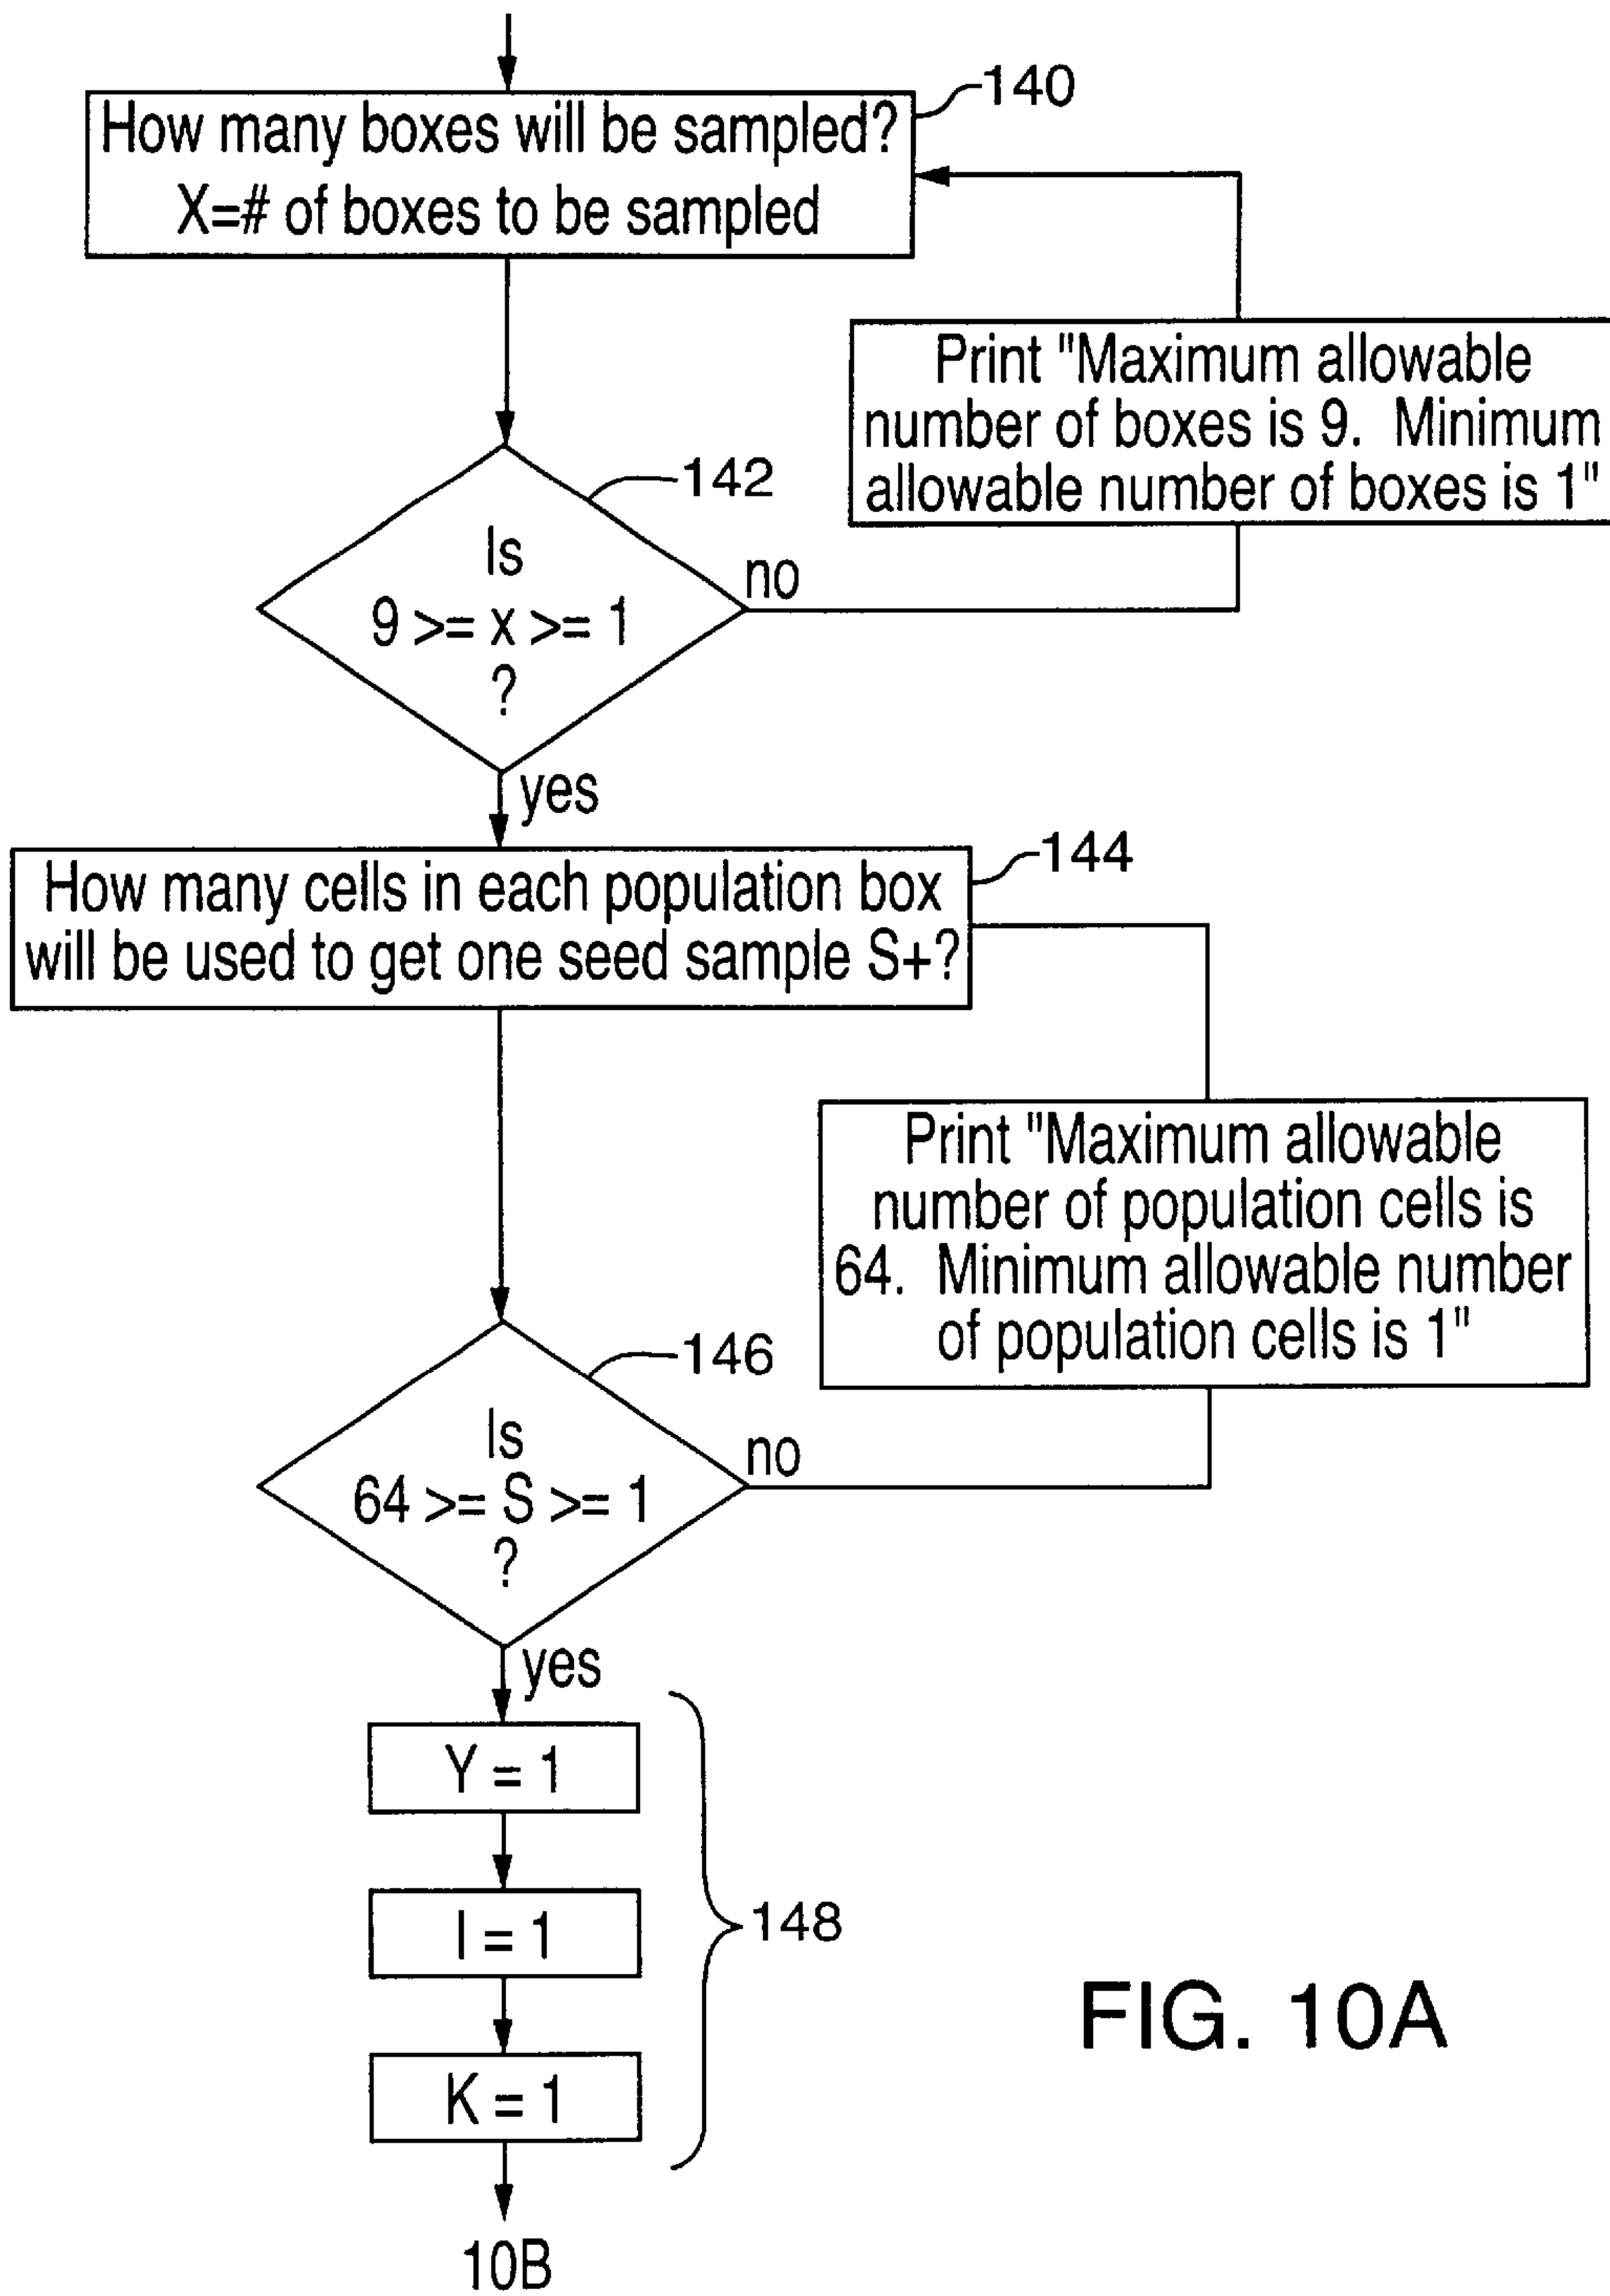 140
How many boxes will be sampled?
X=# of boxes to be sampled
Print "Maximum allowable
number of boxes is 9. Minimum
allowable number of boxes is 1"
142
Is
9 >= x >= 1
?
no
yes
144
How many cells in each population box
will be used to get one seed sample S+?
Print "Maximum allowable
number of population cells is
64. Minimum allowable number
of population cells is 1"
146
Is
64 >= S >= 1
?
no
yes
Y = 1
I = 1
K = 1
148
10B
FIG. 10A